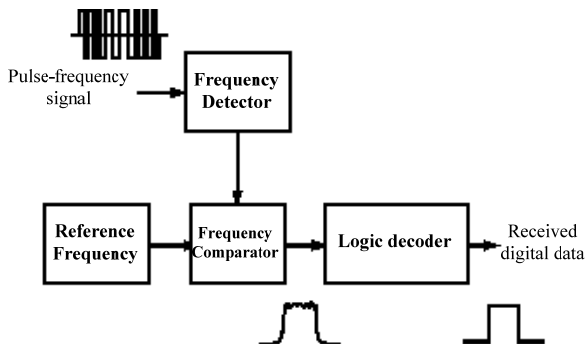 Pulse-frequency
signal
Frequency
Detector
Reference
Frequency
Frequency
Comparator
Logic decoder
Received
digital data